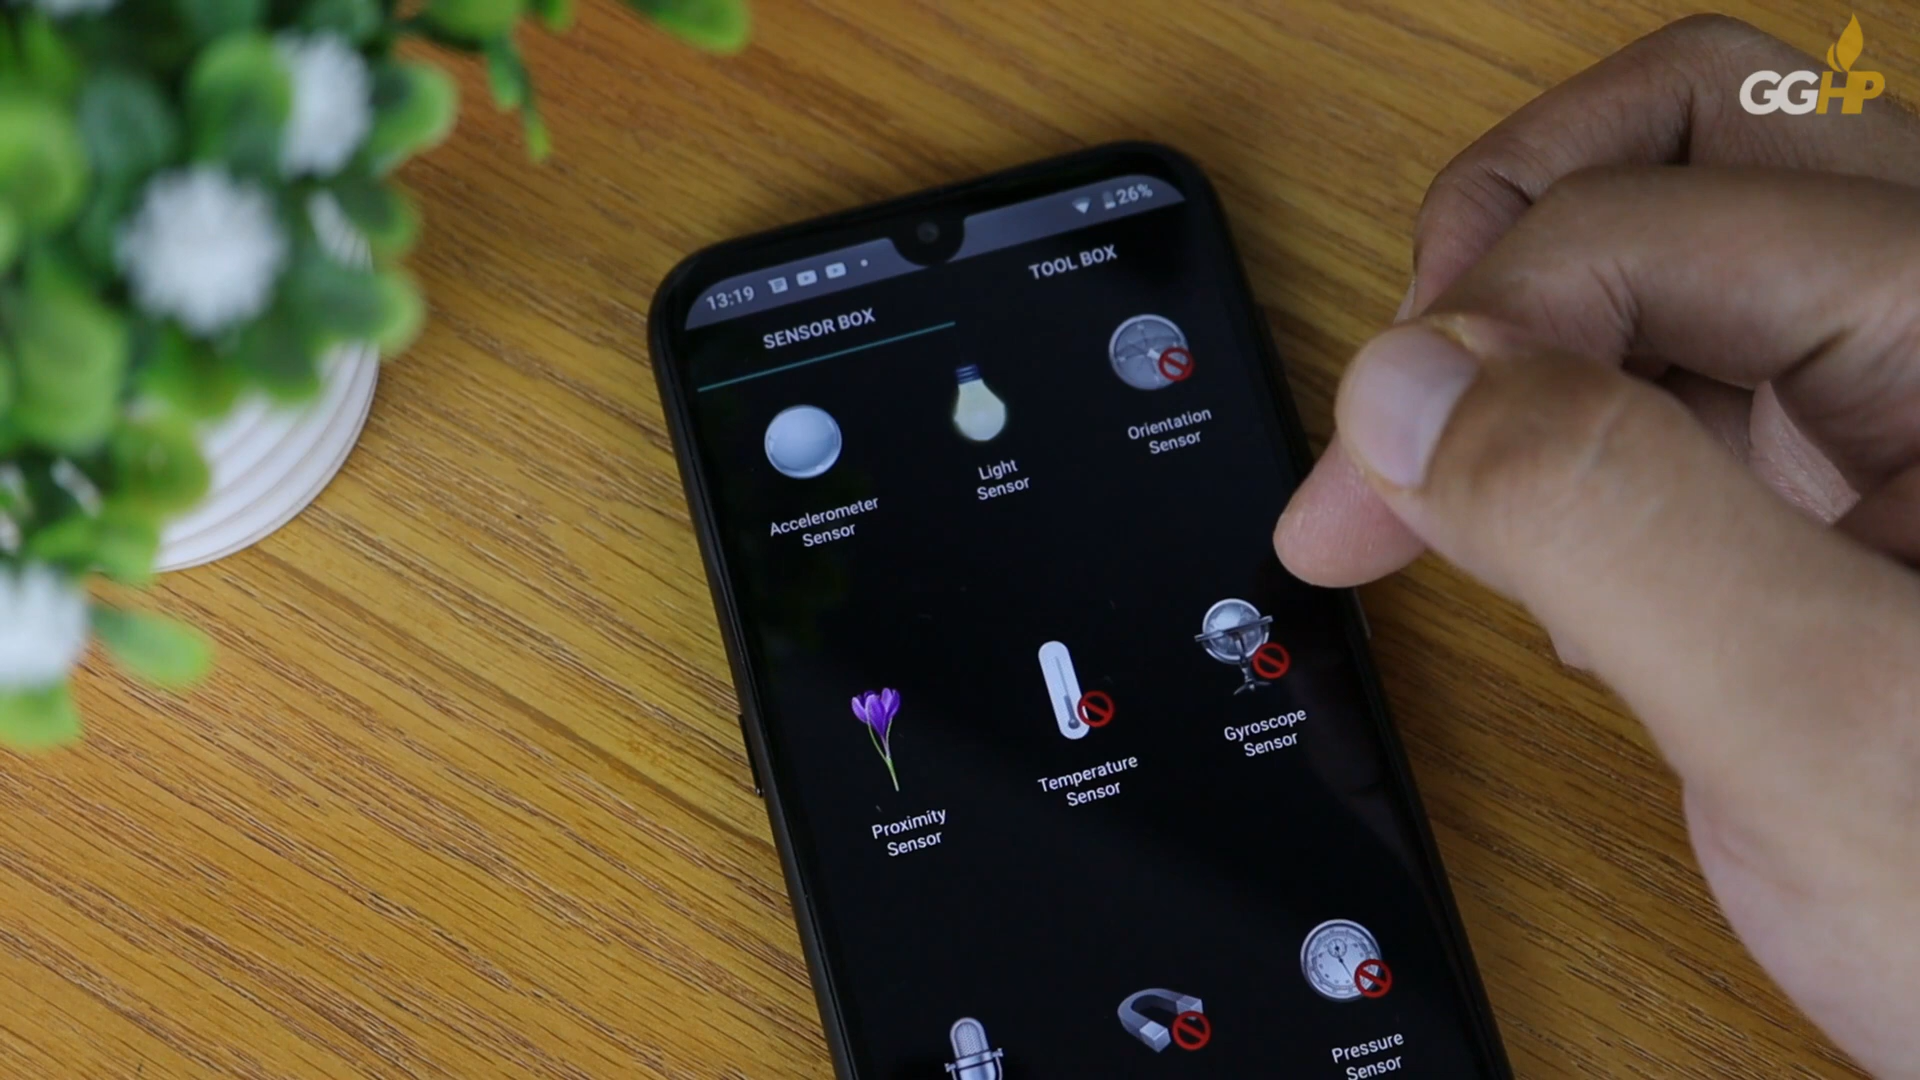 GGHP
13:19
26%
SENSOR BOX
TOOL BOX
Accelerometer
Sensor
Light
Sensor
Orientation
Sensor
Proximity
Sensor
Temperature
Sensor
Gyroscope
Sensor
Pressure
Sensor